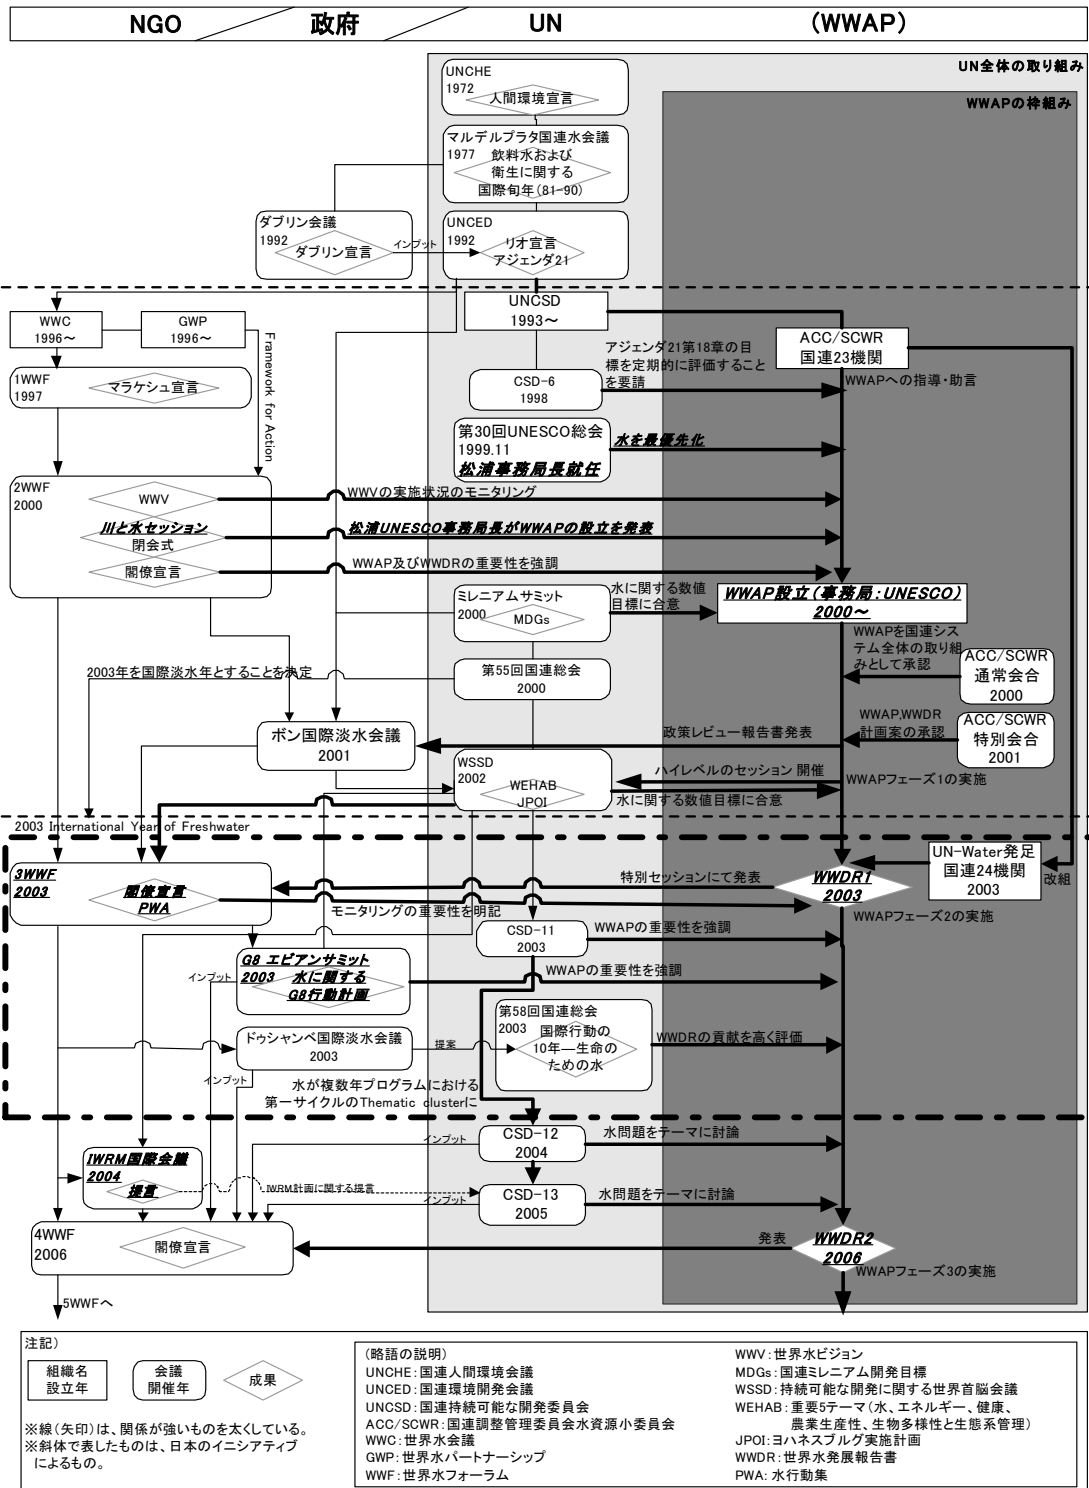 NGO
政府
UN
(WWAP)
UN全体の取り組み
WWAPの枠組み
UNCHE
1972
人間環境宣言
マルデルプラタ国連水会議
1977
飲料水および
衛生に関する
国際旬年(81-90)
ダブリン会議
1992
ダブリン宣言
インプット
UNCED
1992
リオ宣言
アジェンダ21
UNCSD
1993～
WWC
1996～
GWP
1996～
Framework for Action
ACC/SCWR
国連23機関
アジェンダ21第18章の目
標を定期的に評価すること
を要請
WWAPへの指導・助言
1WWF
1997
マラケシュ宣言
CSD-6
1998
第30回UNESCO総会
1999.11
松浦事務局長就任
水を最優先化
2WWF
2000
WWV
WWVの実施状況のモニタリング
川と水セッション
閉会式
松浦UNESCO事務局長がWWAPの設立を発表
閣僚宣言
WWAP及びWWDRの重要性を強調
ミレニアムサミット
2000
MDGs
水に関する数値
目標に合意
WWAP設立(事務局:UNESCO)
2000～
WWAPを国連シス
テム全体の取り組
みとして承認
ACC/SCWR
通常会合
2000
2003年を国際淡水年とすることを決定
第55回国連総会
2000
ボン国際淡水会議
2001
政策レビュー報告書発表
WWAP,WWDR
計画案の承認
ACC/SCWR
特別会合
2001
WSSD
2002
WEHAB
JPOI
ハイレベルのセッション 開催
WWAPフェーズ1の実施
水に関する数値目標に合意
2003 International Year of Freshwater
UN-Water発足
国連24機関
2003
改組
3WWF
2003
閣僚宣言
PWA
特別セッションにて発表
WWDR1
2003
モニタリングの重要性を明記
WWAPフェーズ2の実施
CSD-11
2003
WWAPの重要性を強調
G8 エビアンサミット
2003
水に関する
G8行動計画
インプット
WWAPの重要性を強調
第58回国連総会
2003
国際行動の
10年―生命の
ための水
WWDRの貢献を高く評価
ドゥシャンベ国際淡水会議
2003
提案
インプット
水が複数年プログラムにおける
第一サイクルのThematic clusterに
CSD-12
2004
インプット
水問題をテーマに討論
IWRM国際会議
2004
提言
IWRM計画に関する提言
CSD-13
2005
インプット
水問題をテーマに討論
4WWF
2006
閣僚宣言
発表
WWDR2
2006
WWAPフェーズ3の実施
5WWFへ
注記)
組織名
設立年
会議
開催年
成果
※線(矢印)は、関係が強いものを太くしている。
※斜体で表したものは、日本のイニシアティブ
によるもの。
(略語の説明)
UNCHE:国連人間環境会議
UNCED:国連環境開発会議
UNCSD:国連持続可能な開発委員会
ACC/SCWR:国連調整管理委員会水資源小委員会
WWC:世界水会議
GWP:世界水パートナーシップ
WWF:世界水フォーラム
WWV:世界水ビジョン
MDGs:国連ミレニアム開発目標
WSSD:持続可能な開発に関する世界首脳会議
WEHAB:重要5テーマ(水、エネルギー、健康、
農業生産性、生物多様性と生態系管理)
JPOI:ヨハネスブルグ実施計画
WWDR:世界水発展報告書
PWA: 水行動集